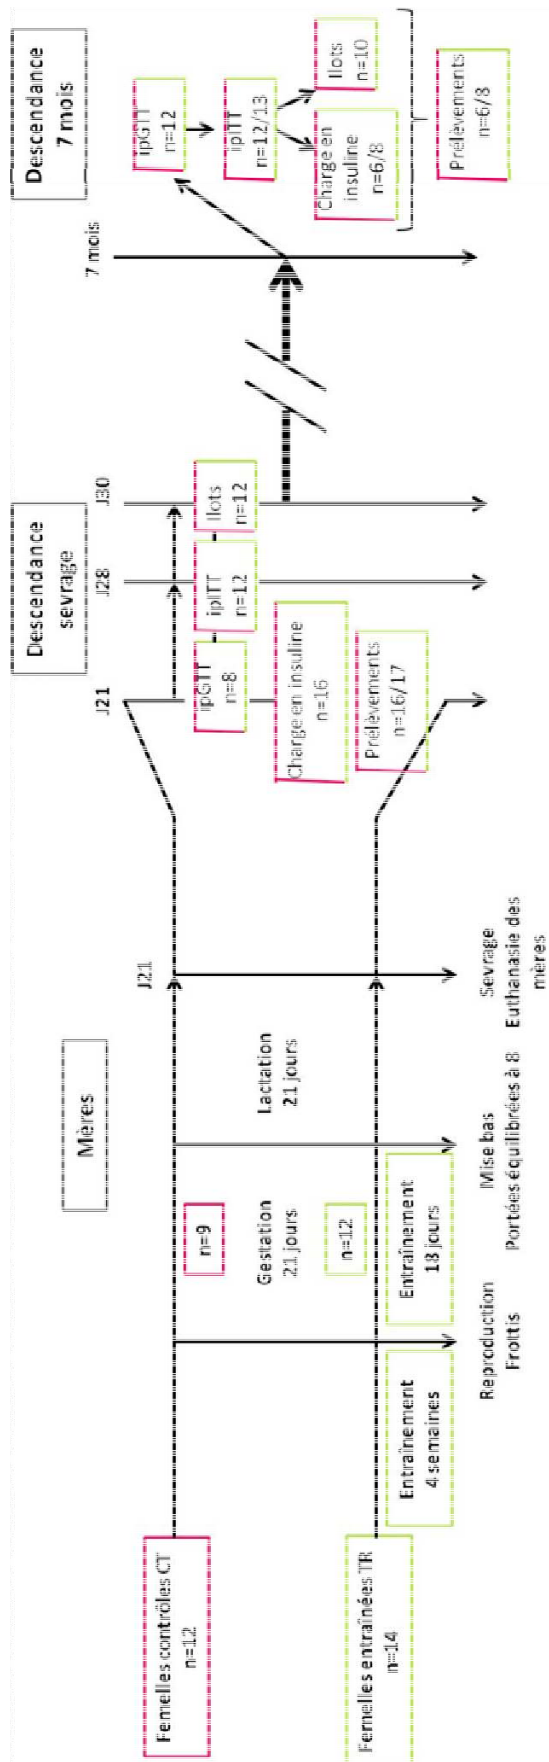 Mères
Descendance
sevrage
Descendance
7 mois
Femelles contrôles CT
n=12
Femelles entraînées TR
n=14
Entraînement
4 semaines
Reproduction
Frottis
n=9
Gestation
21 jours
n=12
Entraînement
18 jours
Mise bas
Portées équilibrées à 8
Lactation
21 jours
J21
Sevrage
Euthanasie des
mères
J21
ipGTT
n=8
Charge en insuline
n=16
Prélèvements
n=16/17
J28
ipITT
n=12
J30
Ilots
n=12
7 mois
ipGTT
n=12
ipITT
n=12/13
Charge en
insuline
n=6/8
Ilots
n=10
Prélèvements
n=6/8